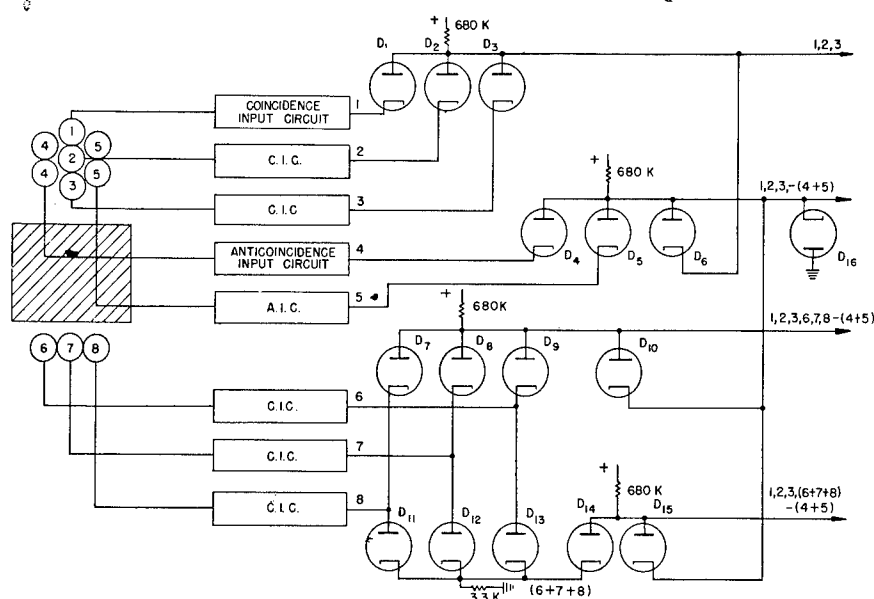 + 680 K
D1 D2 D3
1,2,3
COINCIDENCE
INPUT CIRCUIT
1
1
4 2 5
4 3 5
C. I. C.
2
C. I. C
3
+ 680 K
1,2,3,-(4+5)
D4 D5 D6
D16
ANTICOINCIDENCE
INPUT CIRCUIT
4
A. I. C.
5
+ 680K
1,2,3,6,7,8-(4+5)
D7 D8 D9 D10
6 7 8
C.I.C.
6
C. I. C.
7
C. I. C.
8
+ 680 K
1,2,3,(6+7+8)
-(4+5)
D11 D12 D13 D14 D15
3.3K
(6+7+8)